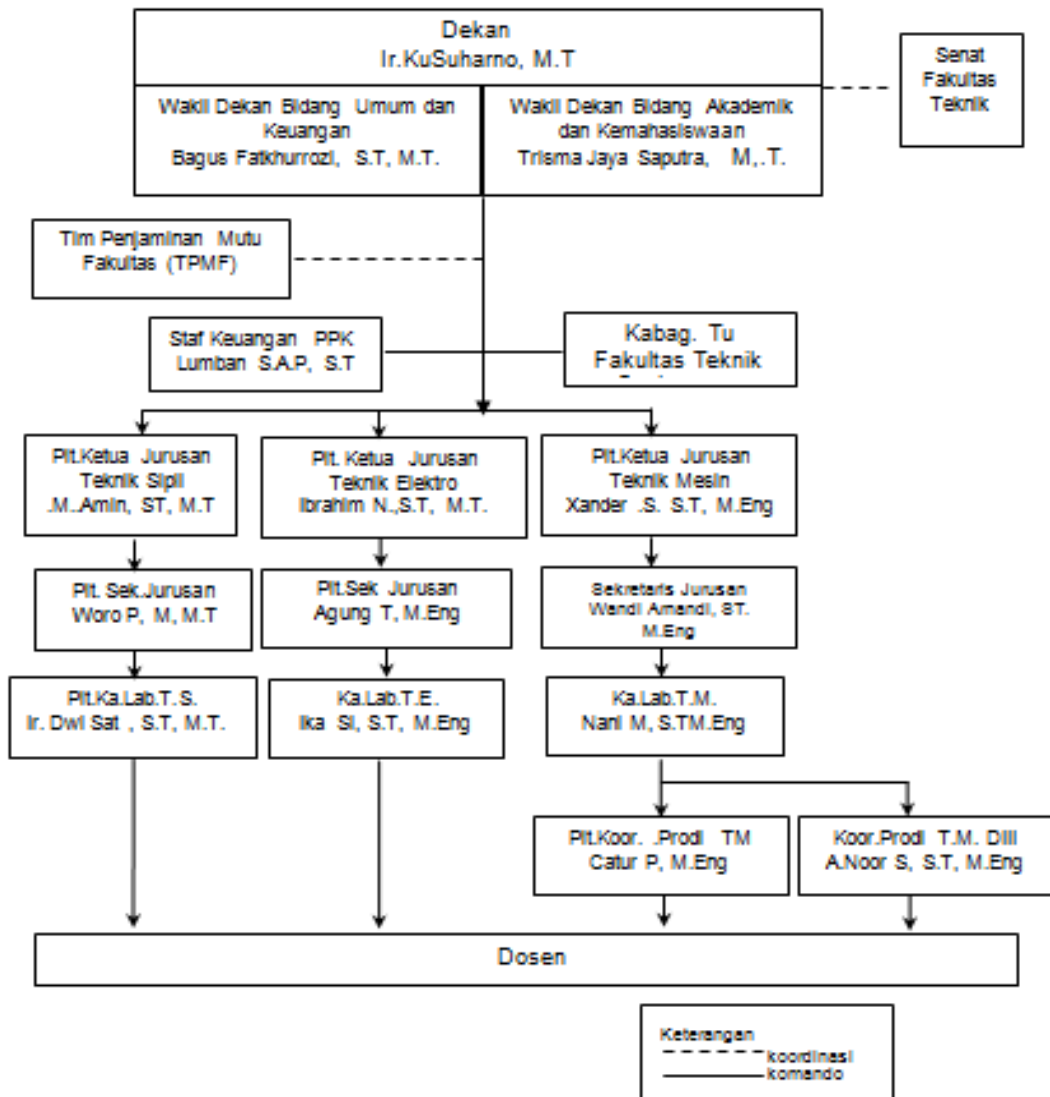 Dekan
Ir.KuSuharno, M.T
Senat
Fakultas
Teknik
Wakil Dekan Bidang Umum dan
Keuangan
Bagus Fatkhurrozi, S.T, M.T.
Wakil Dekan Bidang Akademik
dan Kemahasiswaan
Trisma Jaya Saputra, M,.T.
Tim Penjaminan Mutu
Fakultas (TPMF)
Staf Keuangan PPK
Lumban S.A.P, S.T
Kabag. Tu
Fakultas Teknik
Plt.Ketua Jurusan
Teknik Sipil
.M..Amin, ST, M.T
Plt. Ketua Jurusan
Teknik Elektro
Ibrahim N.,S.T, M.T.
Plt.Ketua Jurusan
Teknik Mesin
Xander .S. S.T, M.Eng
Plt. Sek.Jurusan
Woro P, M, M.T
Plt.Sek Jurusan
Agung T, M.Eng
Sekretaris Jurusan
Wandi Amandi, ST.
M.Eng
Plt.Ka.Lab.T.S.
Ir. Dwi Sat , S.T, M.T.
Ka.Lab.T.E.
Ika Si, S.T, M.Eng
Ka.Lab.T.M.
Nani M, S.TM.Eng
Plt.Koor. .Prodi TM
Catur P, M.Eng
Koor.Prodi T.M. DIII
A.Noor S, S.T, M.Eng
Dosen
Keterangan
koordinasi
komando